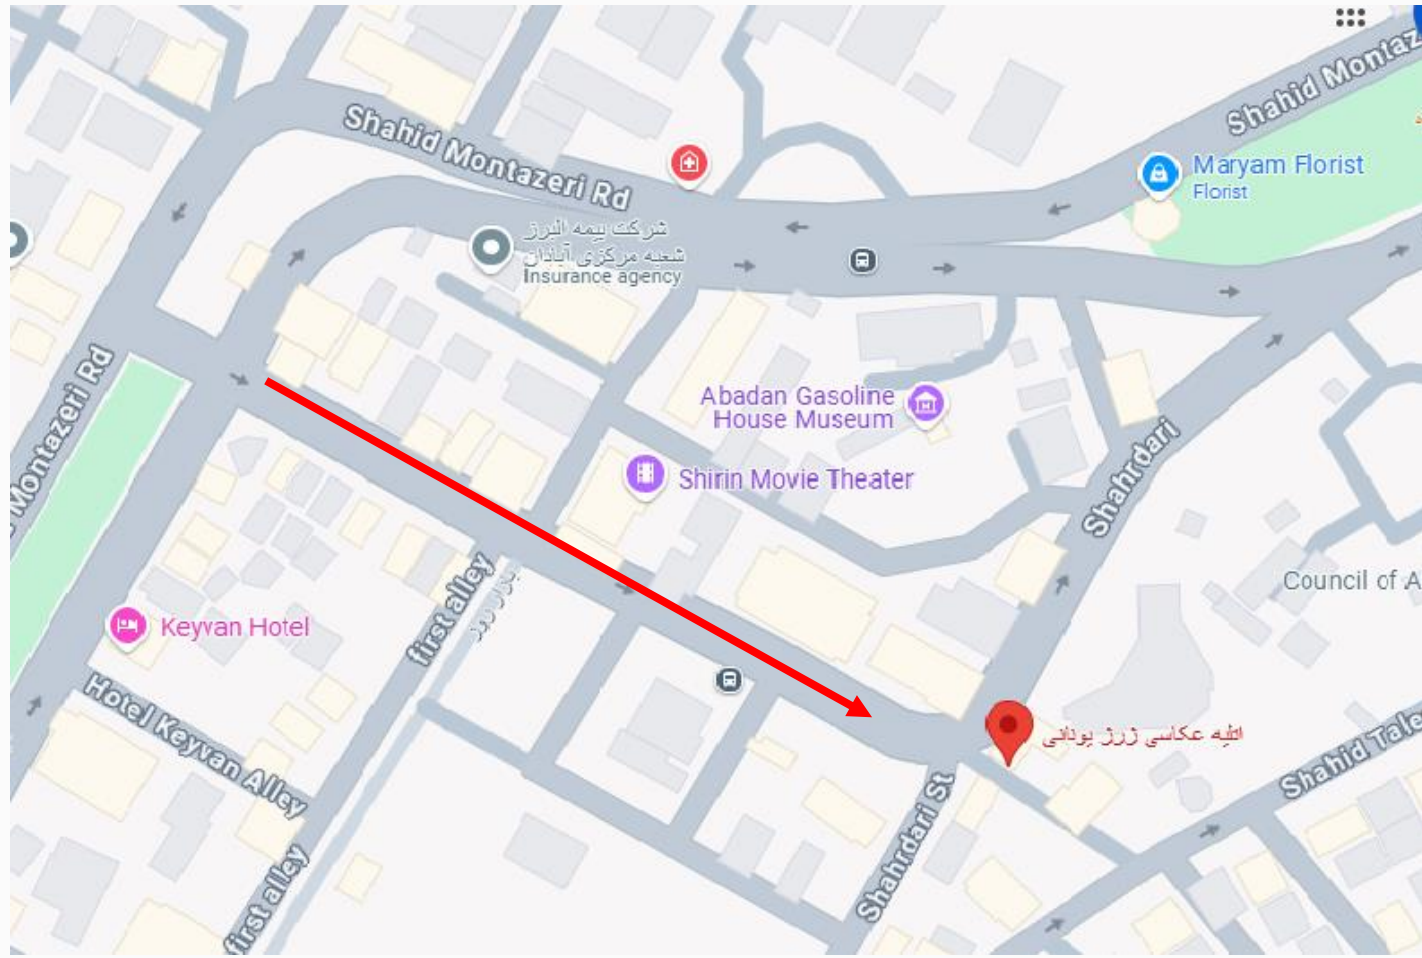 Shahid Montaz
Shahid Montazeri Rd
Maryam Florist
Florist
شرکت بیمه البرز
شعبه مرکزی آبادان
Insurance agency
Montazeri Rd
Abadan Gasoline
House Museum
Shirin Movie Theater
Shahrdari
Council of A
first alley
Keyvan Hotel
Hotel Keyvan Alley
اتلیه عکاسی ژرژ یونانی
Shahid Tale
Shahrdari St
first alley